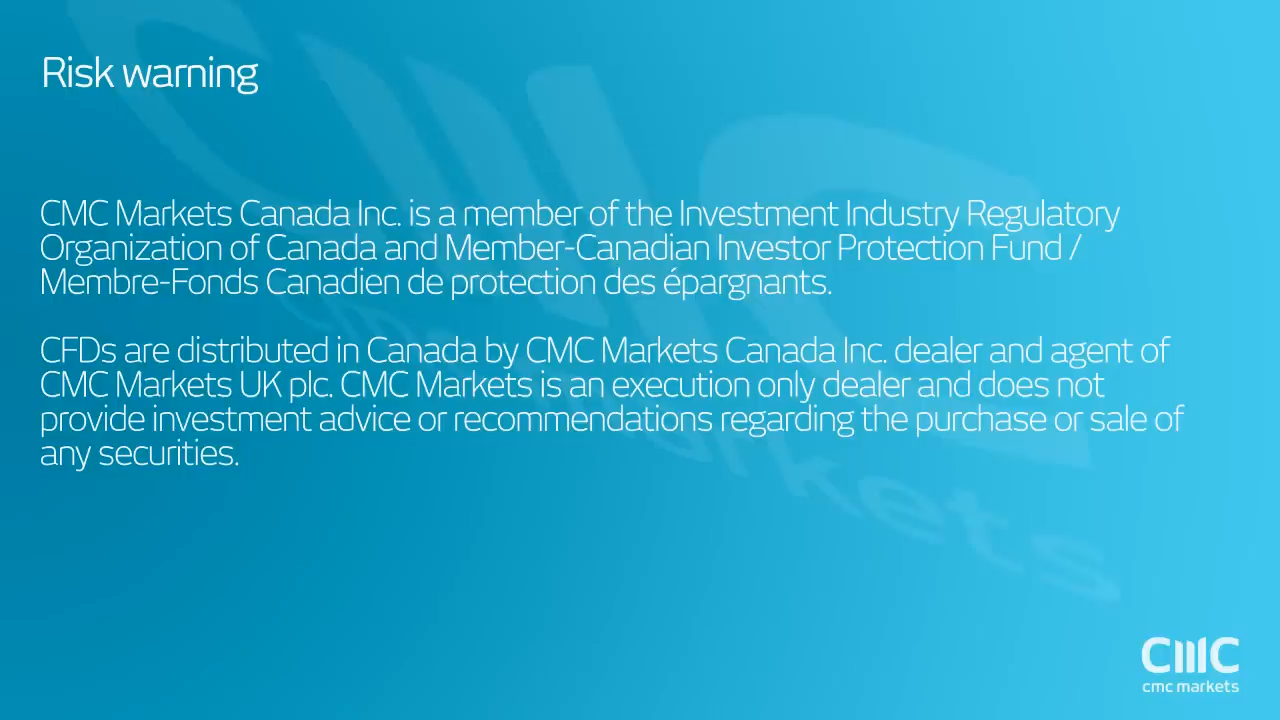 Risk warning
CMC Markets Canada Inc. is a member of the Investment Industry Regulatory
Organization of Canada and Member-Canadian Investor Protection Fund /
Membre-Fonds Canadien de protection des épargnants.
CFDs are distributed in Canada by CMC Markets Canada Inc. dealer and agent of
CMC Markets UK plc. CMC Markets is an execution only dealer and does not
provide investment advice or recommendations regarding the purchase or sale of
any securities.
CMC
cmc markets